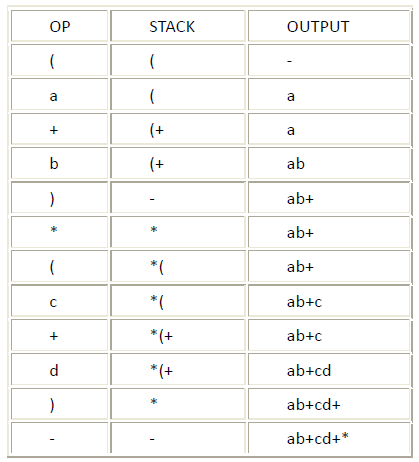 OP STACK OUTPUT
( ( -
a ( a
+ (+ a
b (+ ab
) - ab+
* * ab+
( *( ab+
c *( ab+c
+ *(+ ab+c
d *(+ ab+cd
) * ab+cd+
- - ab+cd+*